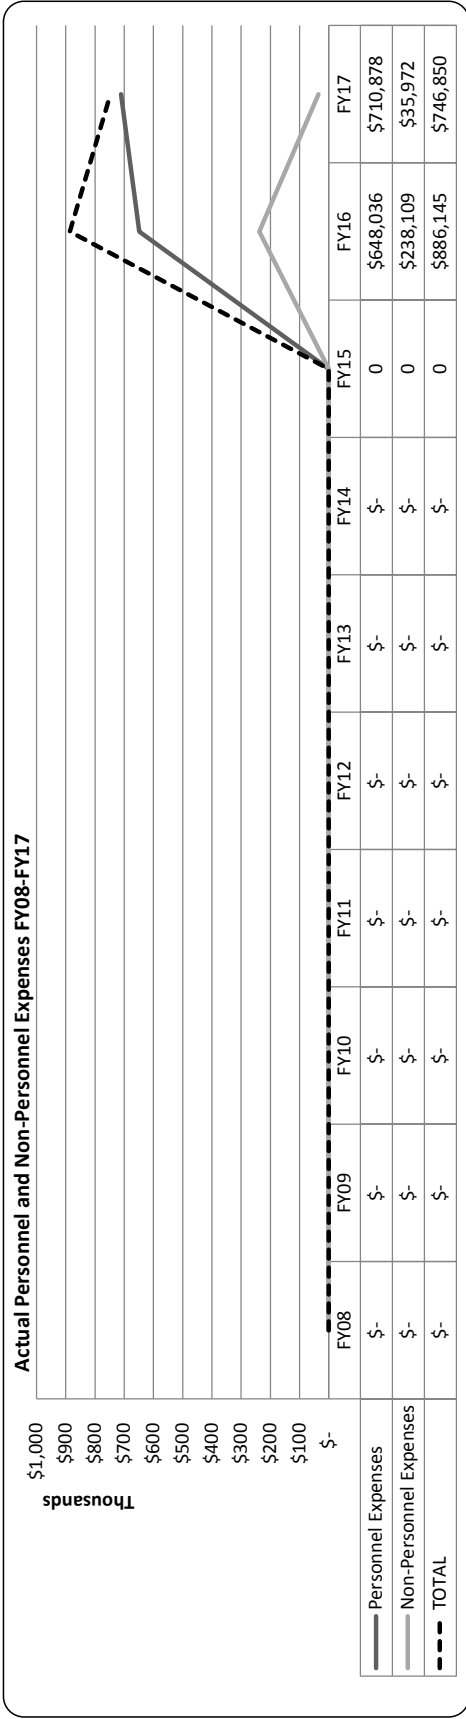 Actual Personnel and Non-Personnel Expenses FY08-FY17
Thousands
$1,000
$900
$800
$700
$600
$500
$400
$300
$200
$100
$-
FY08 FY09 FY10 FY11 FY12 FY13 FY14 FY15 FY16 FY17
Personnel Expenses $- $- $- $- $- $- $- 0 $648,036 $710,878
Non-Personnel Expenses $- $- $- $- $- $- $- 0 $238,109 $35,972
TOTAL $- $- $- $- $- $- $- 0 $886,145 $746,850